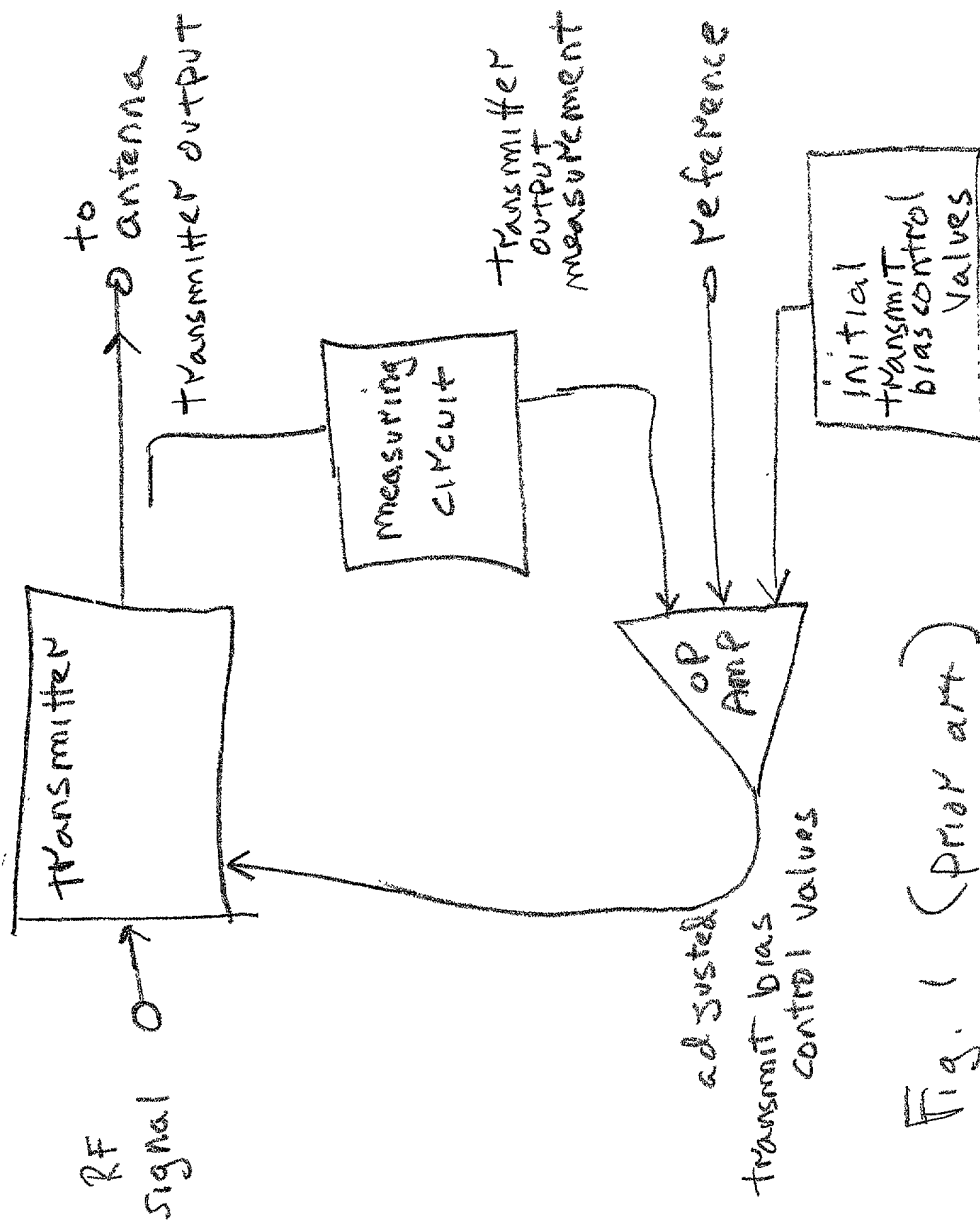 RF
signal
transmitter
to
antenna
transmitter output
measuring
circuit
transmitter
output
measurement
reference
OP
AMP
initial
transmit
bias control
values
adjusted
transmit bias
control values
Fig. 1 (prior art)